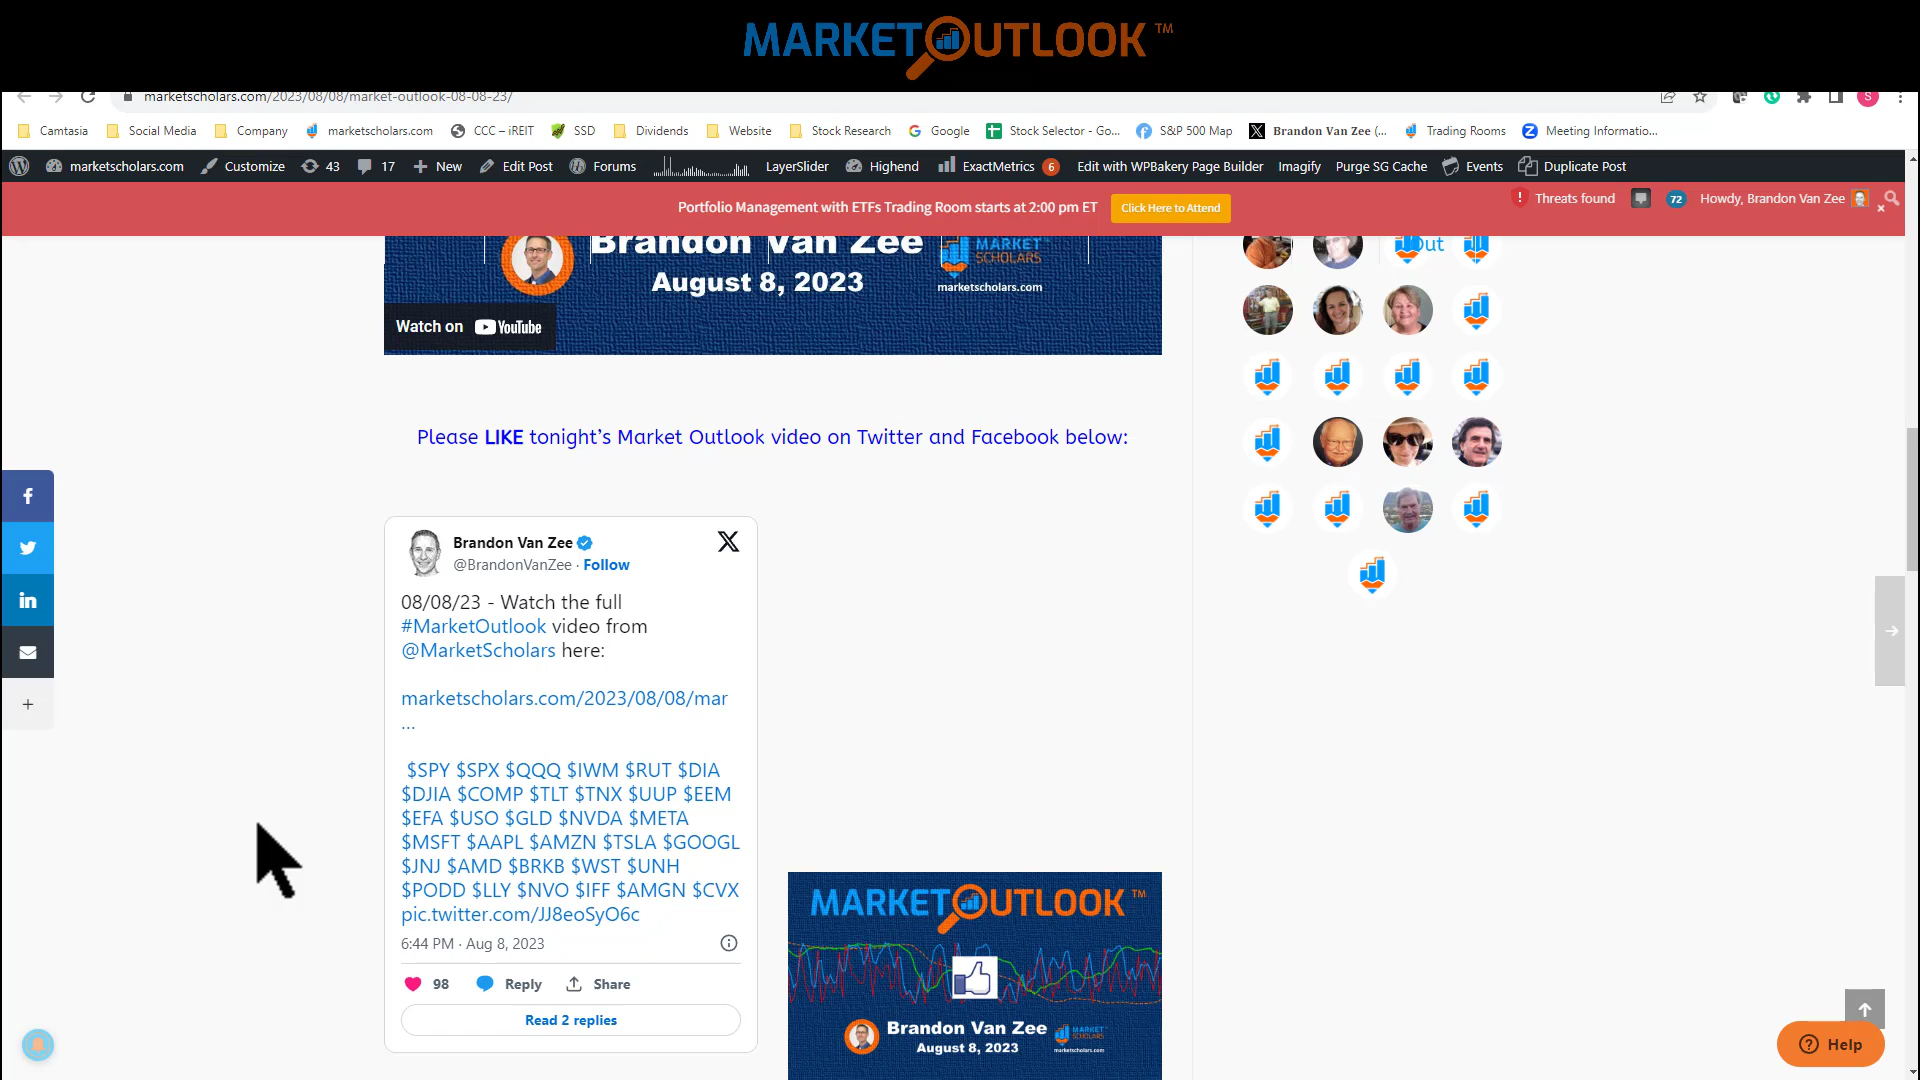 MARKETOUTLOOK™
marketscholars.com/2023/08/08/market-outlook-08-08-23/
Camtasia Social Media Company marketscholars.com CCC – iREIT SSD Dividends Website Stock Research Google Stock Selector - Go... S&P 500 Map Brandon Van Zee (... Trading Rooms Meeting Informatio...
marketscholars.com Customize 43 17 New Edit Post Forums LayerSlider Highend ExactMetrics 6 Edit with WPBakery Page Builder Imagify Purge SG Cache Events Duplicate Post
Threats found 72 Howdy, Brandon Van Zee
Portfolio Management with ETFs Trading Room starts at 2:00 pm ET Click Here to Attend
Brandon Van Zee
August 8, 2023
MARKET
SCHOLARS
marketscholars.com
Watch on YouTube
Out
Please LIKE tonight's Market Outlook video on Twitter and Facebook below:
Brandon Van Zee
@BrandonVanZee · Follow
08/08/23 - Watch the full
#MarketOutlook video from
@MarketScholars here:
marketscholars.com/2023/08/08/mar
...
$SPY $SPX $QQQ $IWM $RUT $DIA
$DJIA $COMP $TLT $TNX $UUP $EEM
$EFA $USO $GLD $NVDA $META
$MSFT $AAPL $AMZN $TSLA $GOOGL
$JNJ $AMD $BRKB $WST $UNH
$PODD $LLY $NVO $IFF $AMGN $CVX
pic.twitter.com/JJ8eoSyO6c
6:44 PM · Aug 8, 2023
98 Reply Share
Read 2 replies
MARKETOUTLOOK™
Brandon Van Zee
August 8, 2023
MARKET
SCHOLARS
marketscholars.com
Help